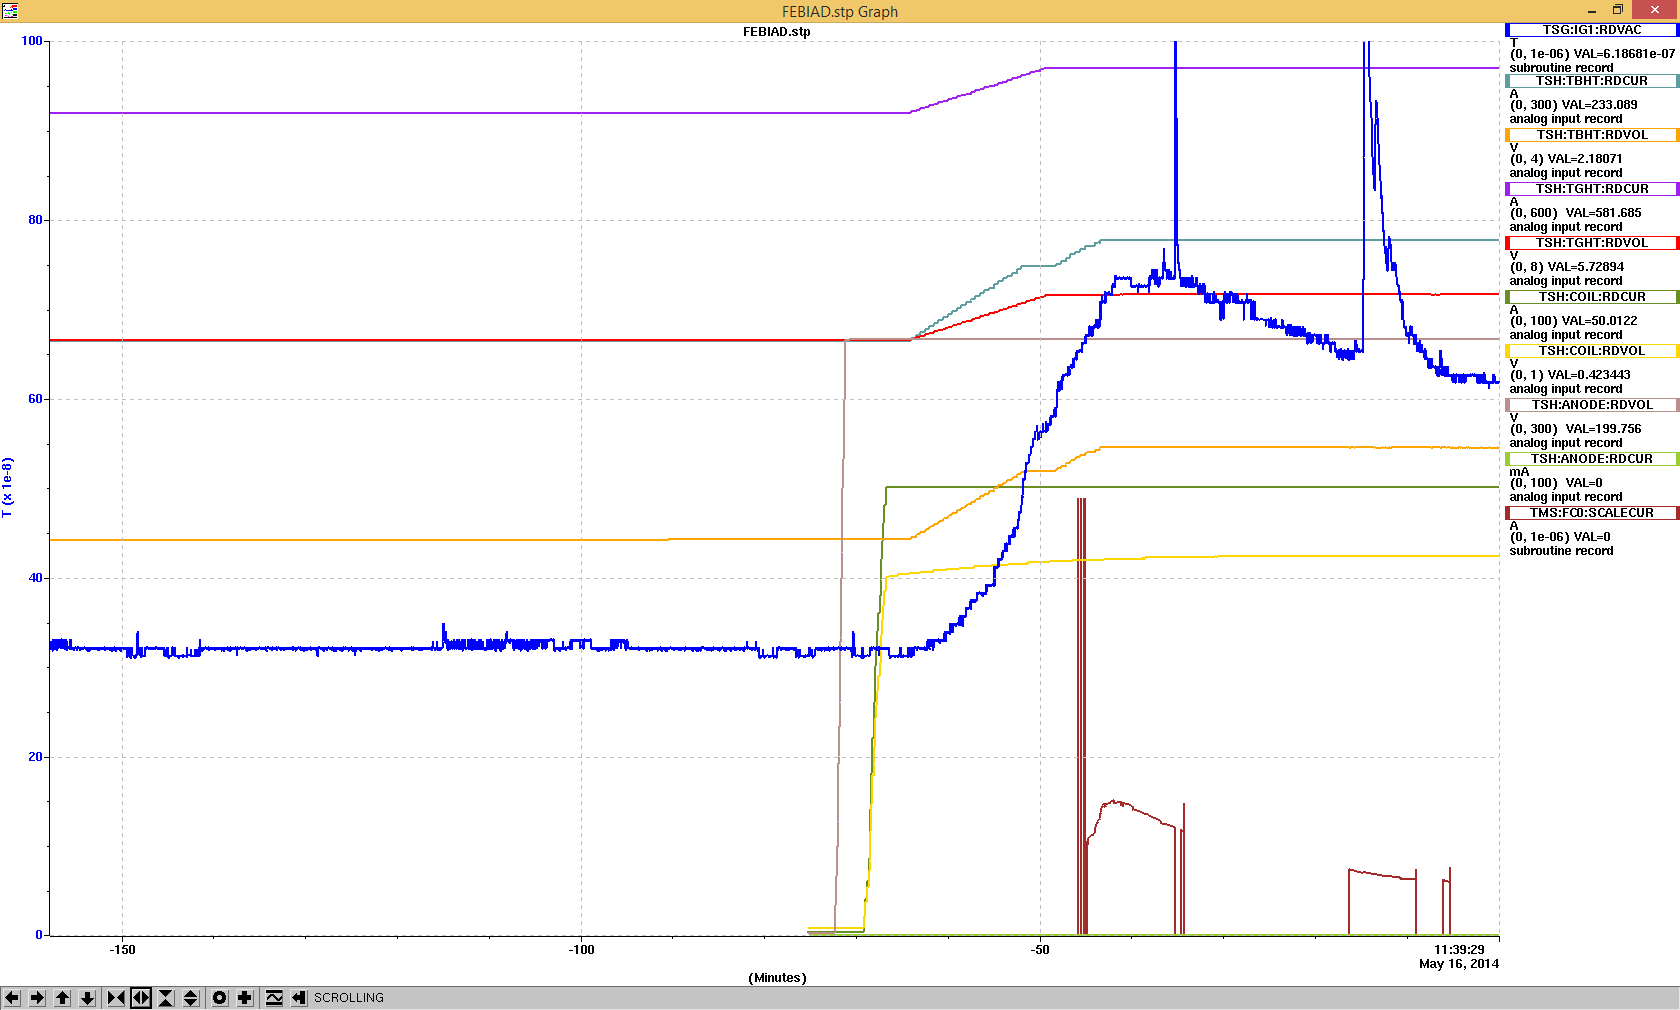 FEBIAD.stp Graph
FEBIAD.stp
100
80
60
40
20
0
T (x 1e-8)
-150
-100
-50
11:39:29
May 16, 2014
(Minutes)
TSG:IG1:RDVAC
T
(0, 1e-06) VAL=6.18681e-07
subroutine record
TSH:TBHT:RDCUR
A
(0, 300) VAL=233.089
analog input record
TSH:TBHT:RDVOL
V
(0, 4) VAL=2.18071
analog input record
TSH:TGHT:RDCUR
A
(0, 600) VAL=581.685
analog input record
TSH:TGHT:RDVOL
V
(0, 8) VAL=5.72894
analog input record
TSH:COIL:RDCUR
A
(0, 100) VAL=50.0122
analog input record
TSH:COIL:RDVOL
V
(0, 1) VAL=0.423443
analog input record
TSH:ANODE:RDVOL
V
(0, 300) VAL=199.756
analog input record
TSH:ANODE:RDCUR
mA
(0, 100) VAL=0
analog input record
TMS:FC0:SCALECUR
A
(0, 1e-06) VAL=0
subroutine record
SCROLLING